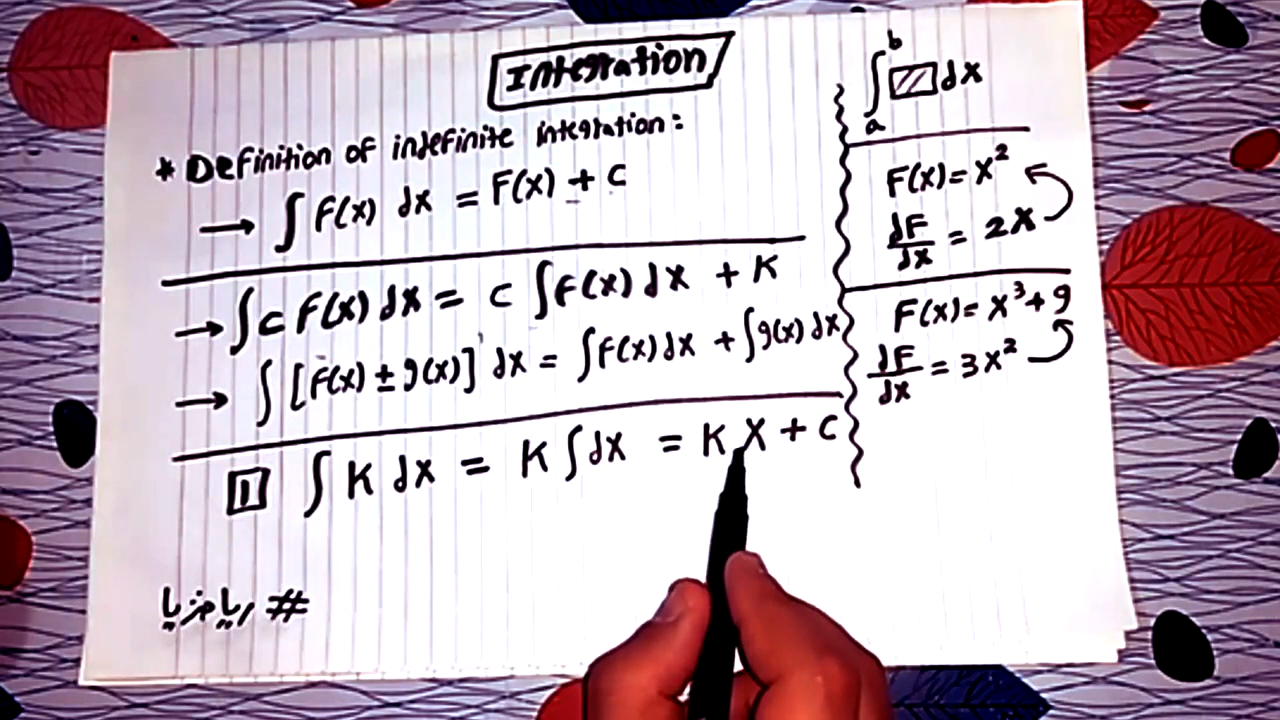 Integration
* Definition of indefinite integration:
→ ∫ F(x) dx = F(x) + C
→ ∫ c F(x) dx = c ∫ F(x) dx + K
→ ∫ [F(x) ± g(x)] dx = ∫ F(x) dx + ∫ g(x) dx
1 ∫ K dx = K ∫ dx = K X + C
# رياضيا
∫ₐᵇ dx
F(x) = x²
dF/dx = 2x
F(x) = x³ + 9
dF/dx = 3x²